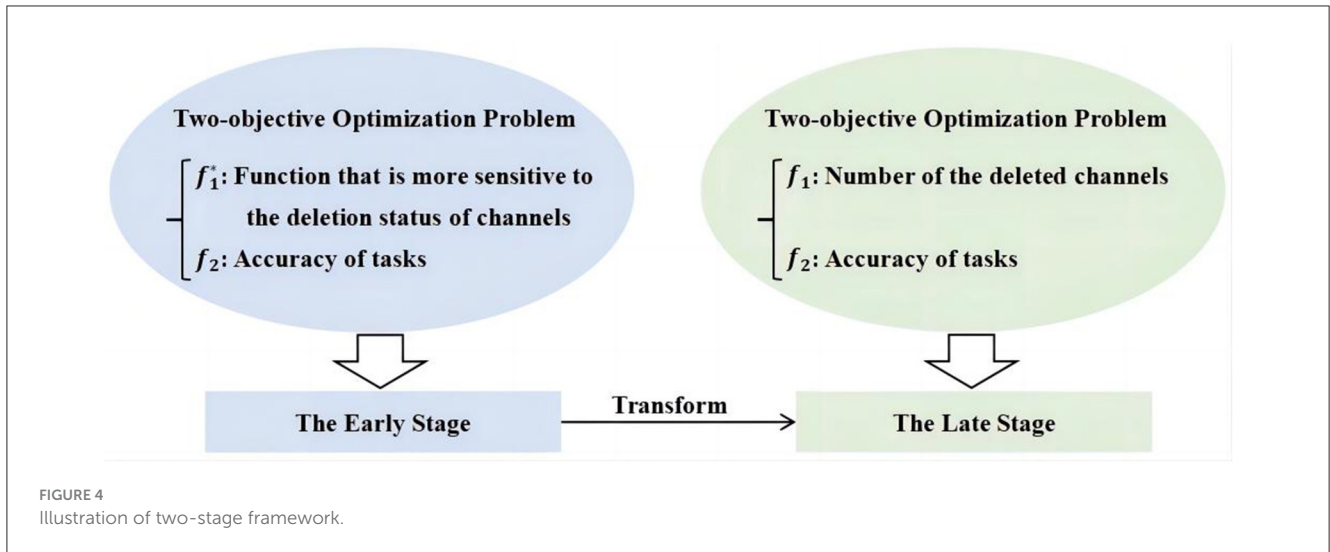 Two-objective Optimization Problem
f₁*: Function that is more sensitive to
the deletion status of channels
f₂: Accuracy of tasks
Two-objective Optimization Problem
f₁: Number of the deleted channels
f₂: Accuracy of tasks
The Early Stage
Transform
The Late Stage
FIGURE 4
Illustration of two-stage framework.